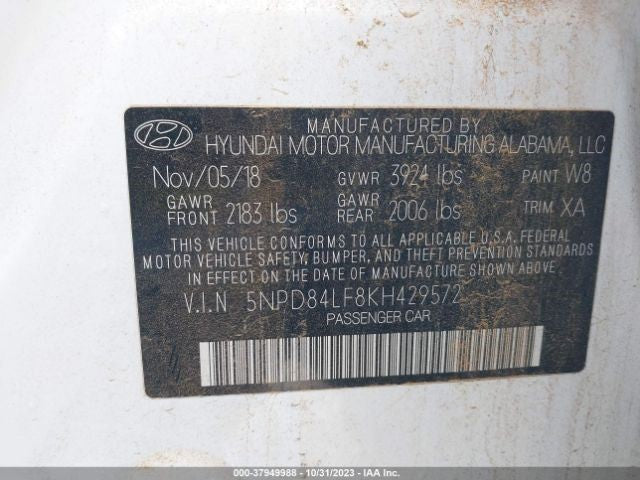 MANUFACTURED BY
HYUNDAI MOTOR MANUFACTURING ALABAMA, LLC
Nov/05/18 GVWR 3924 lbs PAINT W8
GAWR FRONT 2183 lbs GAWR REAR 2006 lbs TRIM XA
THIS VEHICLE CONFORMS TO ALL APPLICABLE U.S.A. FEDERAL
MOTOR VEHICLE SAFETY, BUMPER, AND THEFT PREVENTION STANDARDS
IN EFFECT ON THE DATE OF MANUFACTURE SHOWN ABOVE.
V.I.N 5NPD84LF8KH429572
PASSENGER CAR
000-37949988 - 10/31/2023 - IAA Inc.